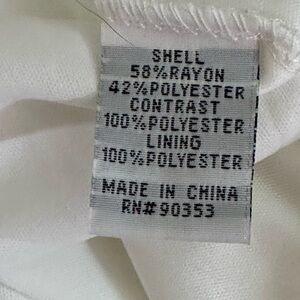 SHELL
58%RAYON
42%POLYESTER
CONTRAST
100%POLYESTER
LINING
100%POLYESTER
MADE IN CHINA
RN#90353